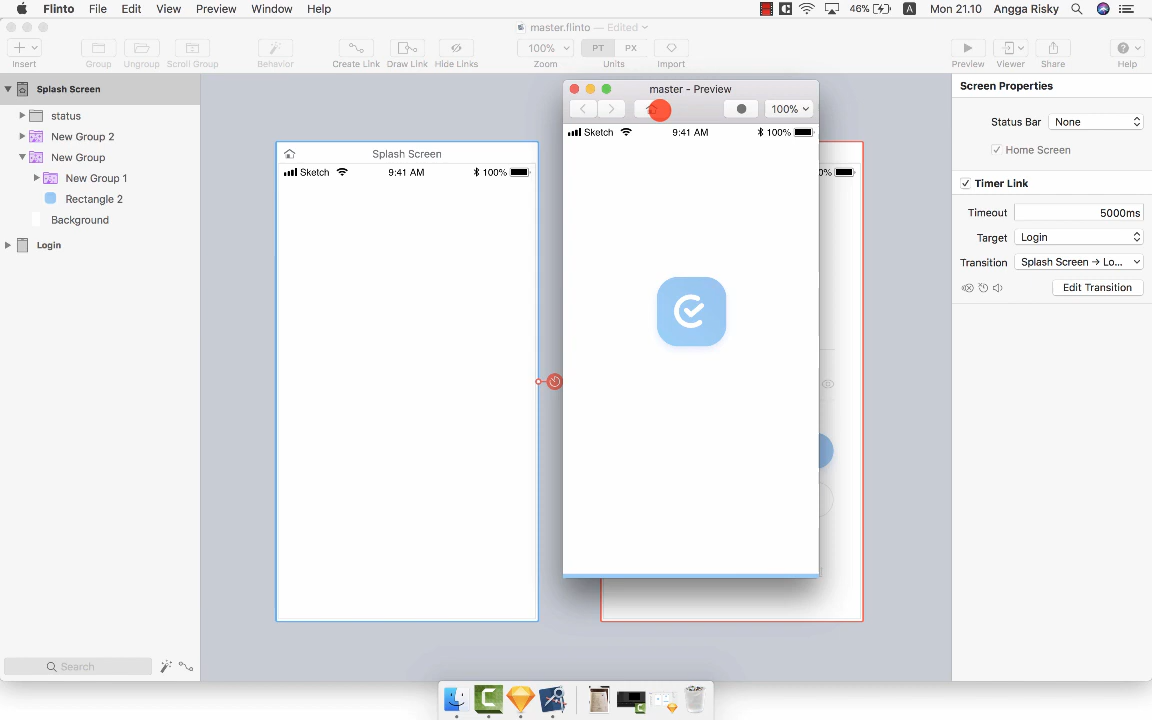 Flinto File Edit View Preview Window Help
46% A Mon 21.10 Angga Risky
master.flinto — Edited
Insert Group Ungroup Scroll Group Behavior Create Link Draw Link Hide Links 100% Zoom PT PX Units Import Preview Viewer Share Help
Splash Screen
status
New Group 2
New Group
New Group 1
Rectangle 2
Background
Login
Search
Splash Screen
Sketch 9:41 AM 100%
master - Preview
100%
Sketch 9:41 AM 100%
0%
Screen Properties
Status Bar None
Home Screen
Timer Link
Timeout 5000ms
Target Login
Transition Splash Screen → Lo...
Edit Transition